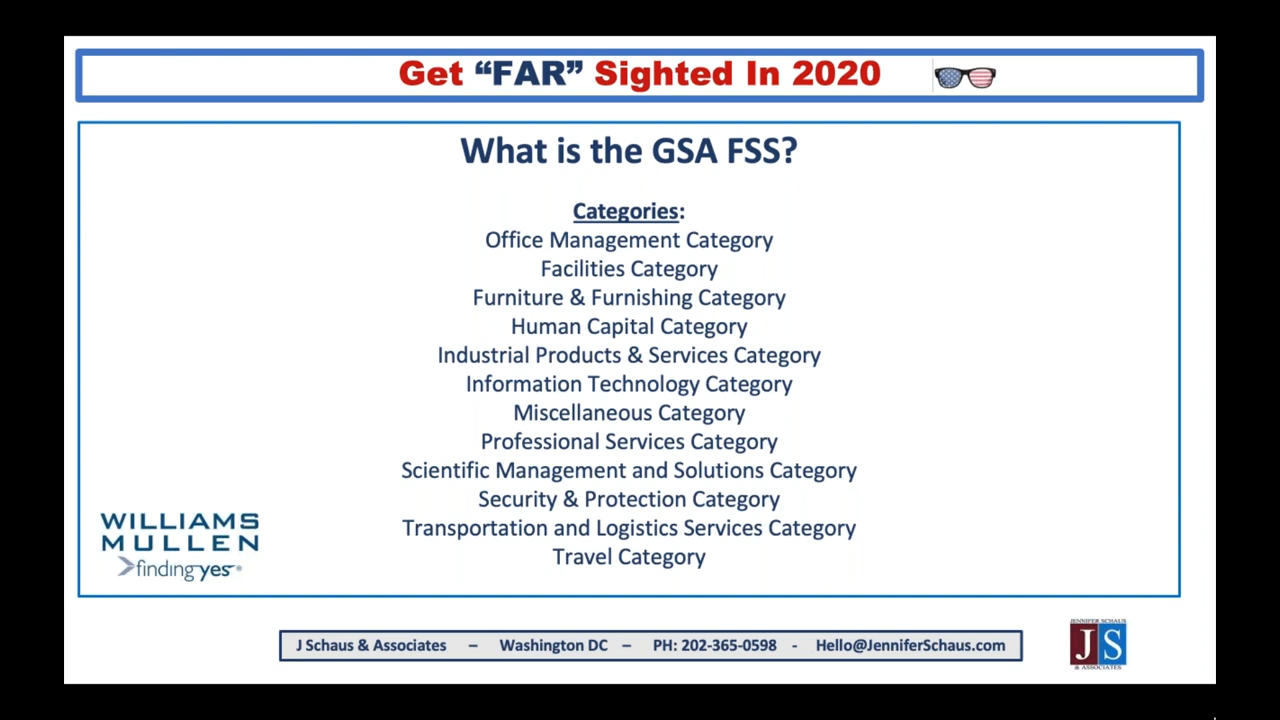 Get “FAR” Sighted In 2020
What is the GSA FSS?
Categories:
Office Management Category
Facilities Category
Furniture & Furnishing Category
Human Capital Category
Industrial Products & Services Category
Information Technology Category
Miscellaneous Category
Professional Services Category
Scientific Management and Solutions Category
Security & Protection Category
Transportation and Logistics Services Category
Travel Category
WILLIAMS
MULLEN
finding yes®
J Schaus & Associates – Washington DC – PH: 202-365-0598 - Hello@JenniferSchaus.com
JENNIFER SCHAUS
JS
& ASSOCIATES